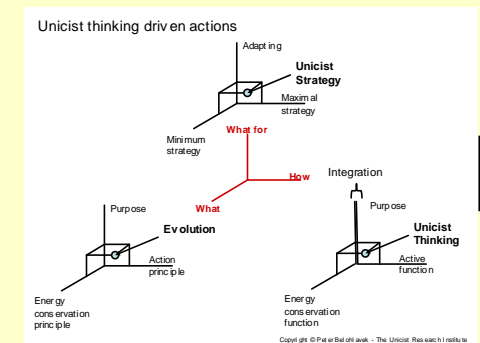 Unicist thinking driven actions
Adapting
Unicist
Strategy
Maximal
strategy
Minimum
strategy
What for
How
What
Integration
Purpose
Evolution
Action
principle
Energy
conservation
principle
Purpose
Unicist
Thinking
Active
function
Energy
conservation
function
Copyright © Peter Belohlavek - The Unicist Research Institute